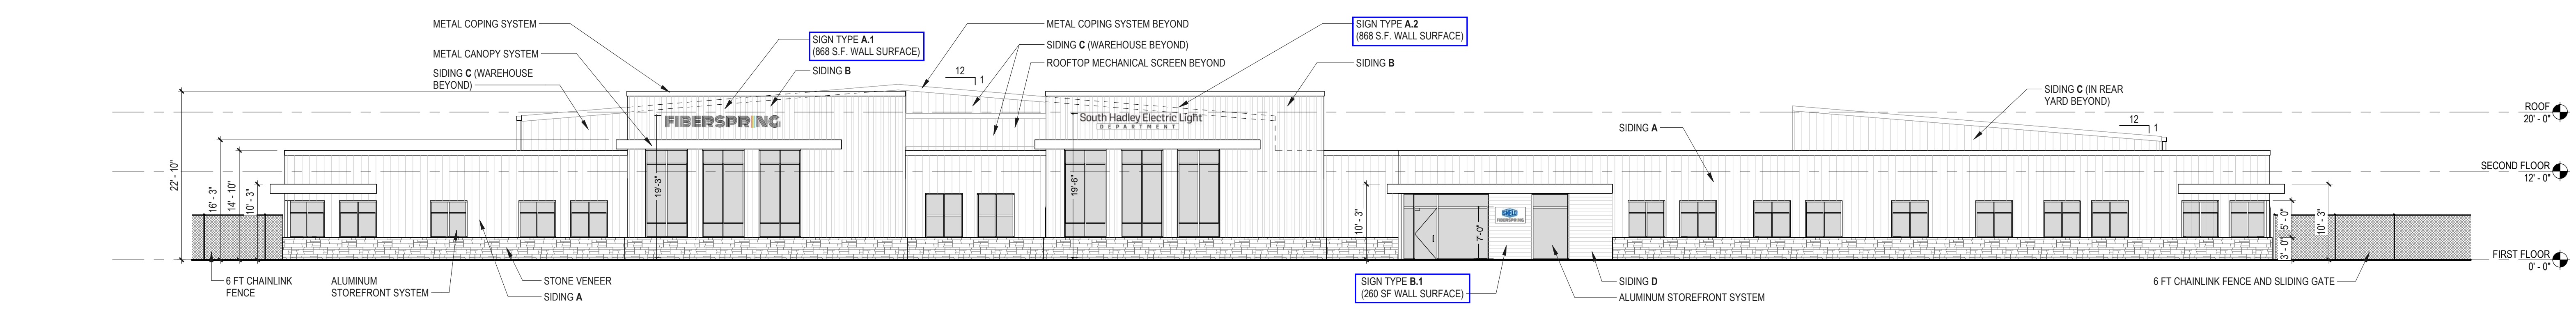 METAL COPING SYSTEM
METAL CANOPY SYSTEM
SIDING C (WAREHOUSE
BEYOND)
SIGN TYPE A.1
(868 S.F. WALL SURFACE)
SIDING B
METAL COPING SYSTEM BEYOND
SIDING C (WAREHOUSE BEYOND)
ROOFTOP MECHANICAL SCREEN BEYOND
12
1
SIGN TYPE A.2
(868 S.F. WALL SURFACE)
SIDING B
SIDING A
SIDING C (IN REAR
YARD BEYOND)
12
1
ROOF
20' - 0"
SECOND FLOOR
12' - 0"
FIRST FLOOR
0' - 0"
FIBERSPRING
South Hadley Electric Light
DEPARTMENT
22' - 10"
16' - 3"
14' - 10"
10' - 3"
19'-3"
19'-6"
10' - 3"
7'-0"
SHELD
FIBERSPRING
5' - 0"
3' - 0"
10' - 3"
6 FT CHAINLINK
FENCE
ALUMINUM
STOREFRONT SYSTEM
STONE VENEER
SIDING A
SIGN TYPE B.1
(260 SF WALL SURFACE)
SIDING D
ALUMINUM STOREFRONT SYSTEM
6 FT CHAINLINK FENCE AND SLIDING GATE